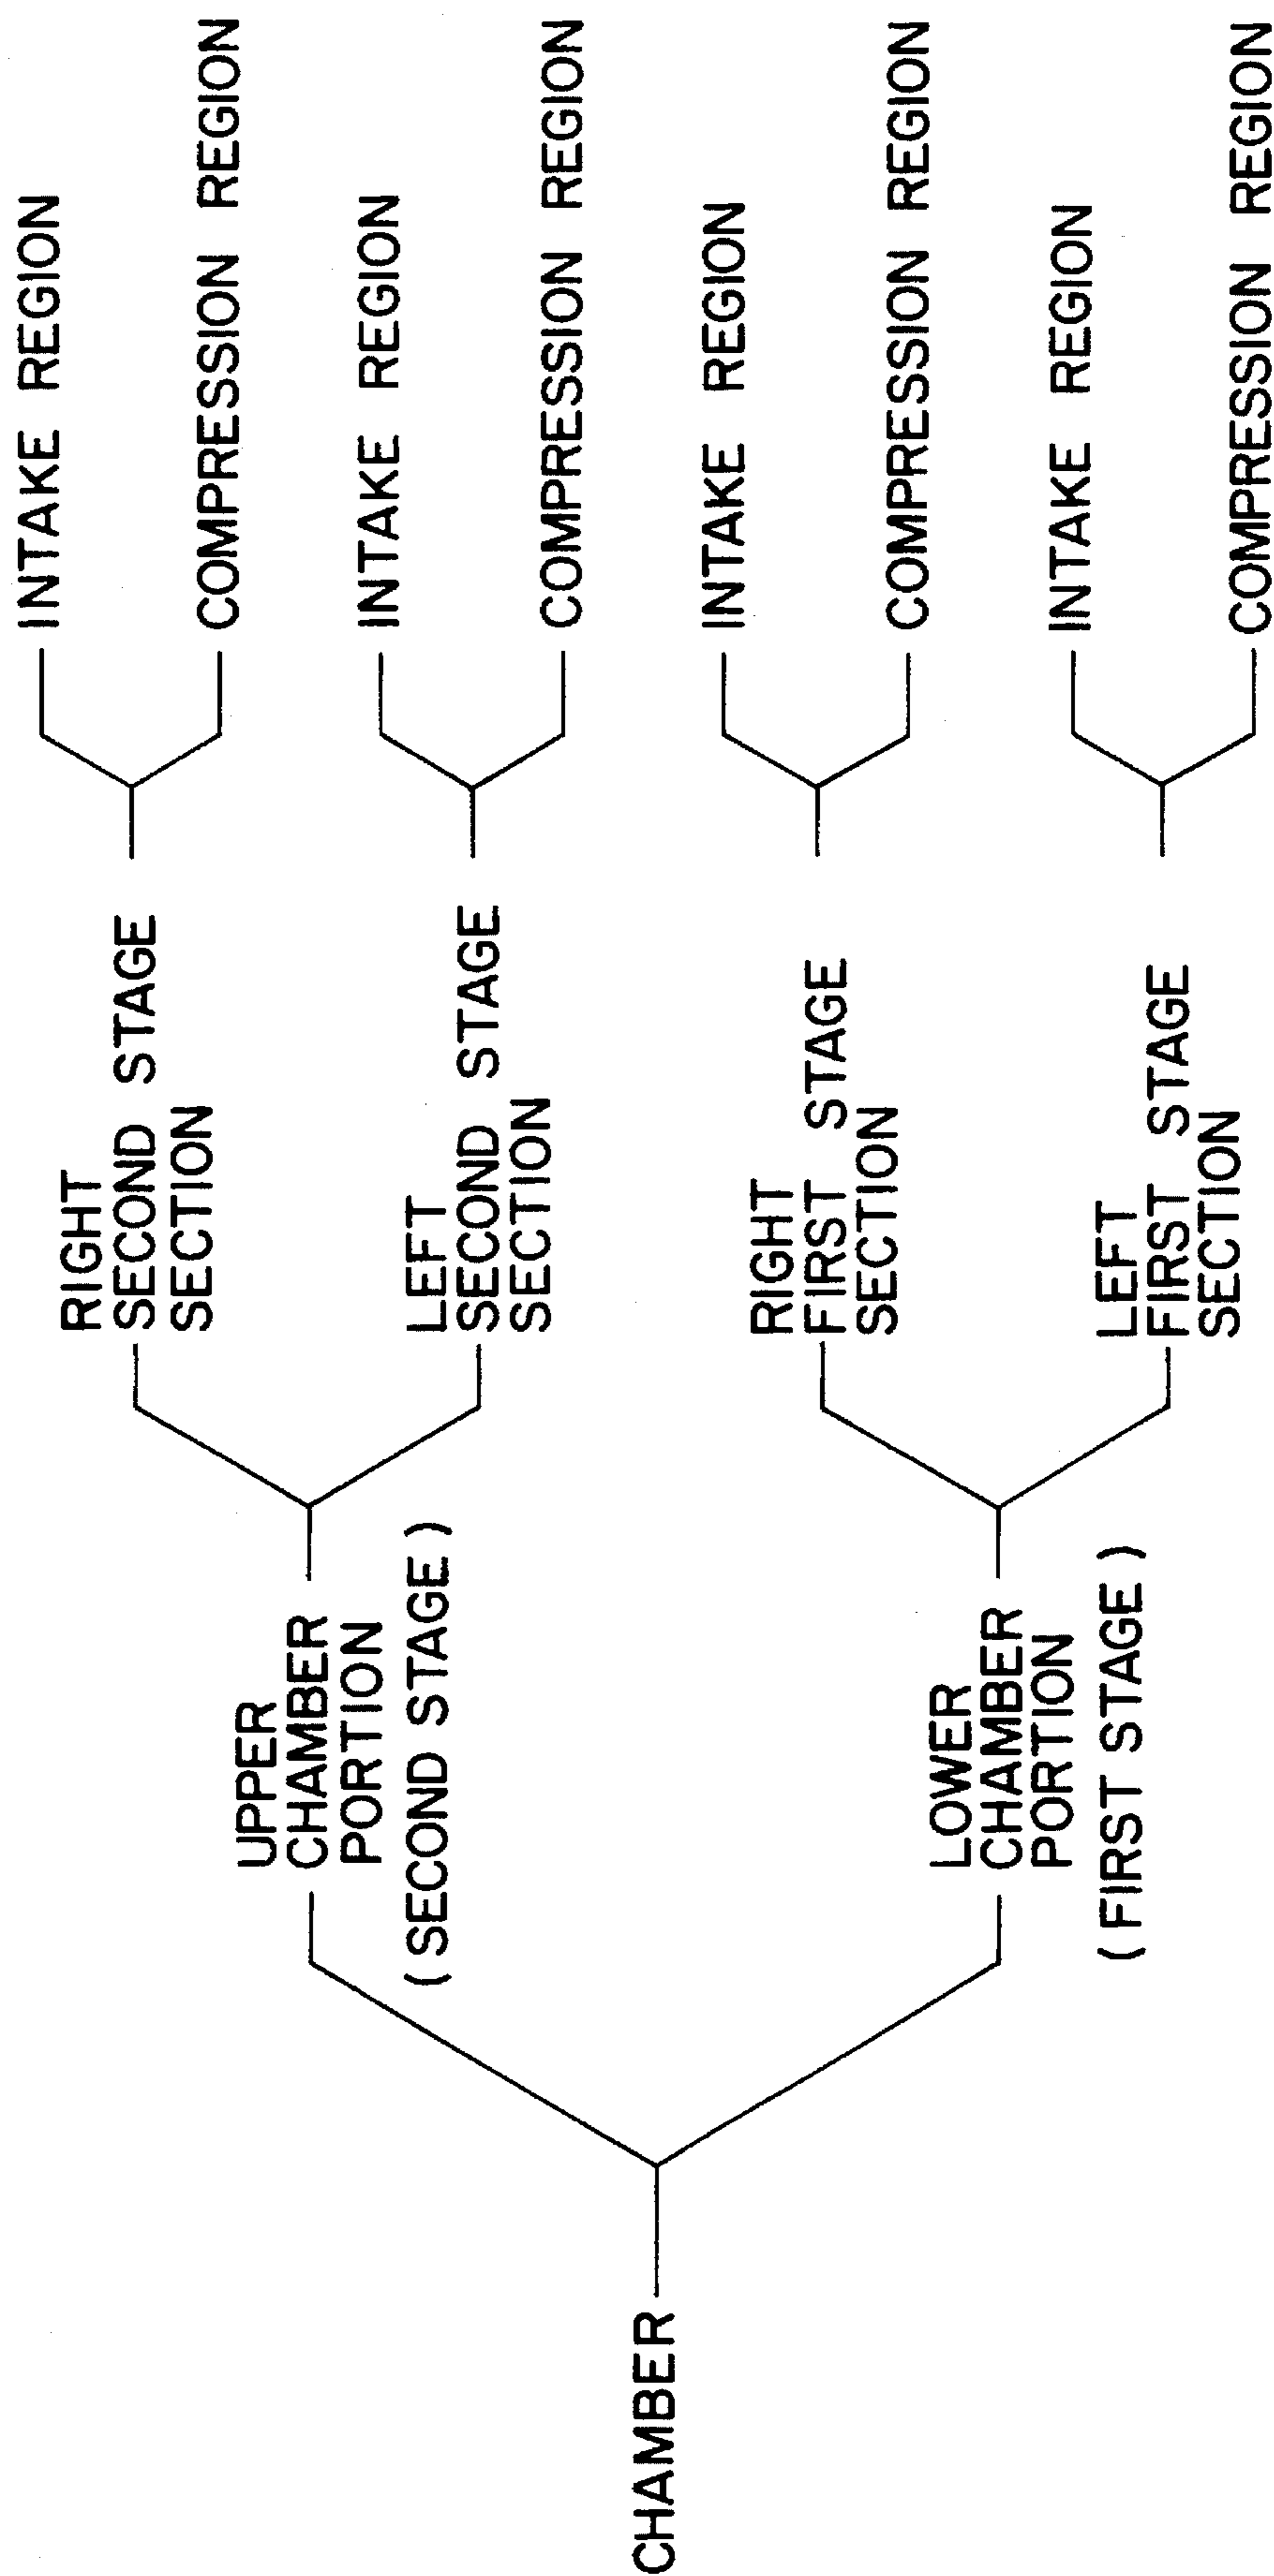 CHAMBER
UPPER
CHAMBER
PORTION
( SECOND STAGE )
LOWER
CHAMBER
PORTION
( FIRST STAGE )
RIGHT
SECOND STAGE
SECTION
LEFT
SECOND STAGE
SECTION
RIGHT
FIRST STAGE
SECTION
LEFT
FIRST STAGE
SECTION
INTAKE REGION
COMPRESSION REGION
INTAKE REGION
COMPRESSION REGION
INTAKE REGION
COMPRESSION REGION
INTAKE REGION
COMPRESSION REGION